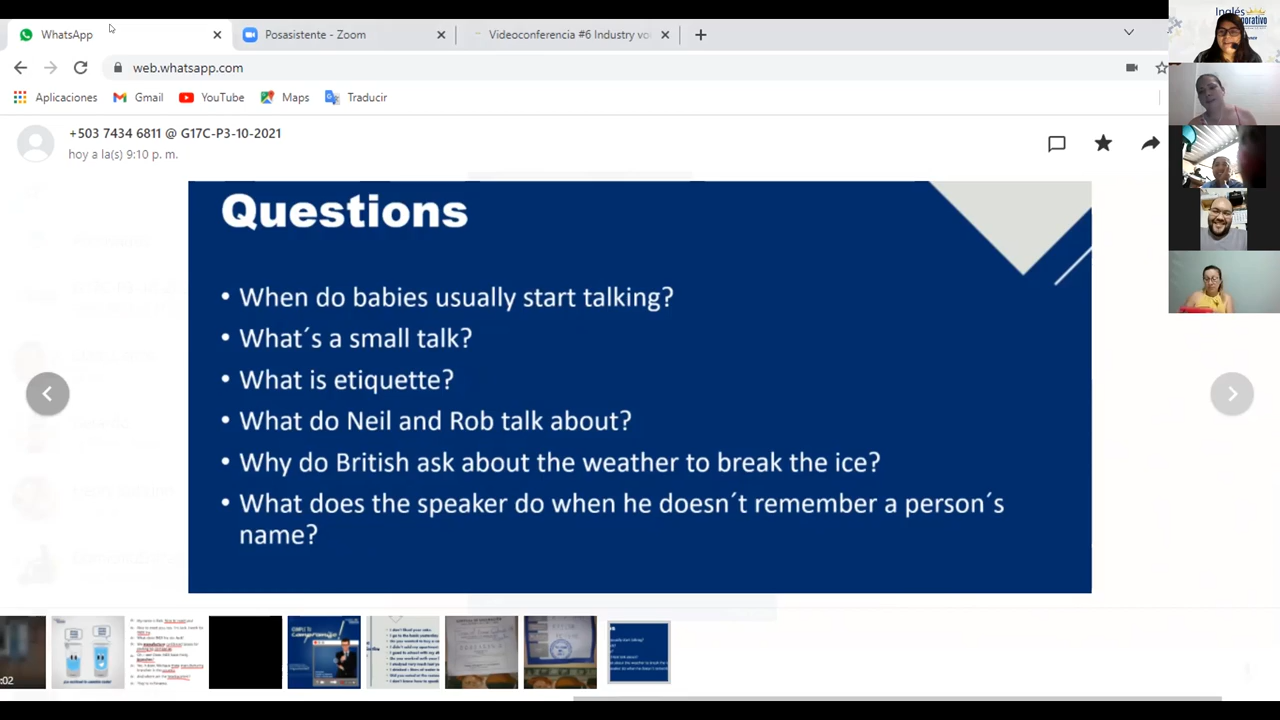 WhatsApp
Posasistente - Zoom
Videoconferencia #6 Industry vo
web.whatsapp.com
Aplicaciones
Gmail
YouTube
Maps
Traducir
+503 7434 6811 @ G17C-P3-10-2021
hoy a la(s) 9:10 p. m.
Questions
• When do babies usually start talking?
• What´s a small talk?
• What is etiquette?
• What do Neil and Rob talk about?
• Why do British ask about the weather to break the ice?
• What does the speaker do when he doesn´t remember a person´s
name?
Inglés
:02